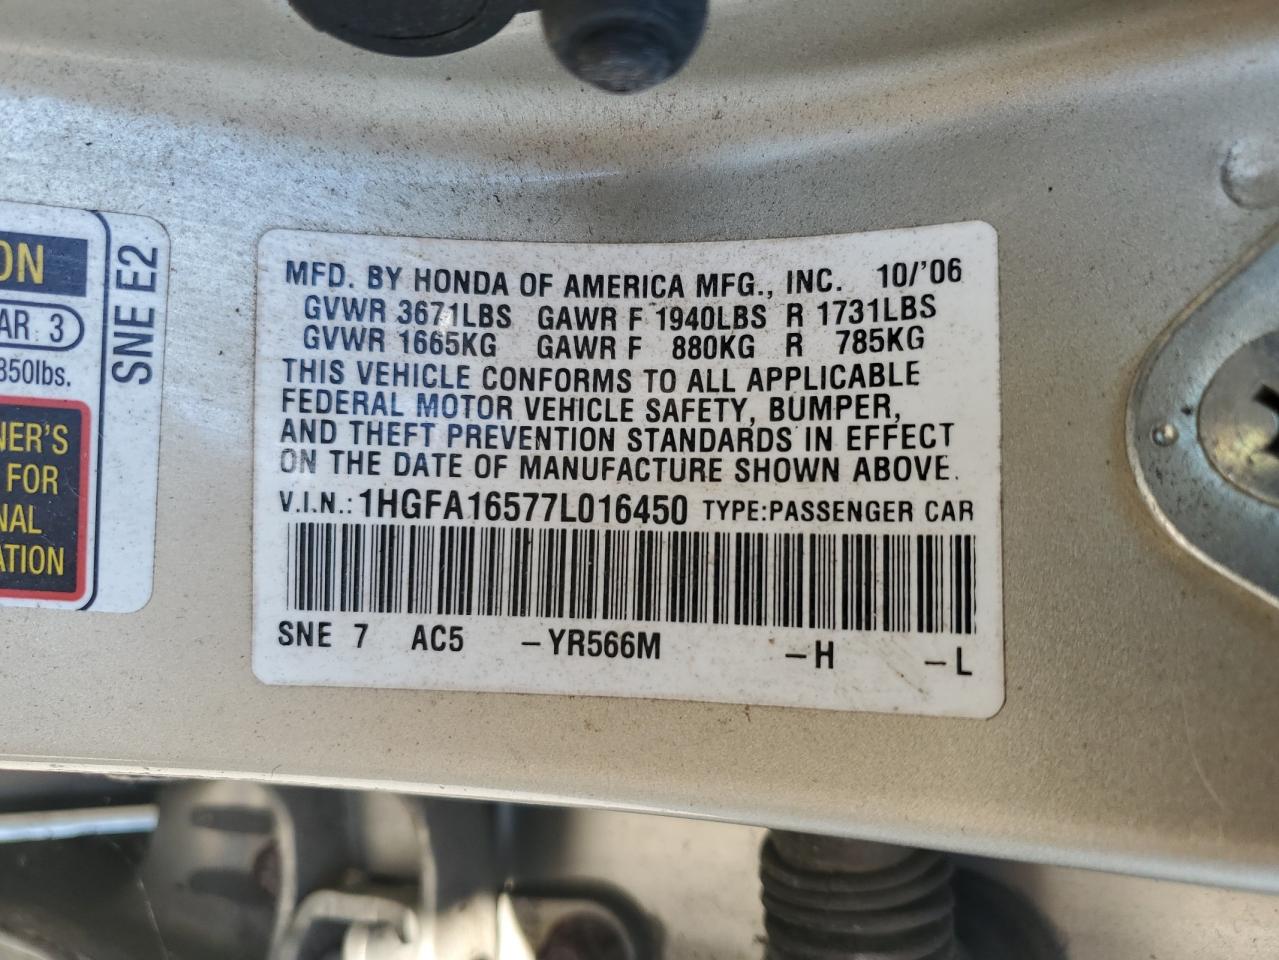 ON
AR 3
350lbs.
NER'S
FOR
NAL
ATION
SNE E2
MFD. BY HONDA OF AMERICA MFG., INC. 10/'06
GVWR 3671LBS GAWR F 1940LBS R 1731LBS
GVWR 1665KG GAWR F 880KG R 785KG
THIS VEHICLE CONFORMS TO ALL APPLICABLE
FEDERAL MOTOR VEHICLE SAFETY, BUMPER,
AND THEFT PREVENTION STANDARDS IN EFFECT
ON THE DATE OF MANUFACTURE SHOWN ABOVE.
V.I.N.: 1HGFA16577L016450 TYPE:PASSENGER CAR
SNE 7 AC5 –YR566M –H –L